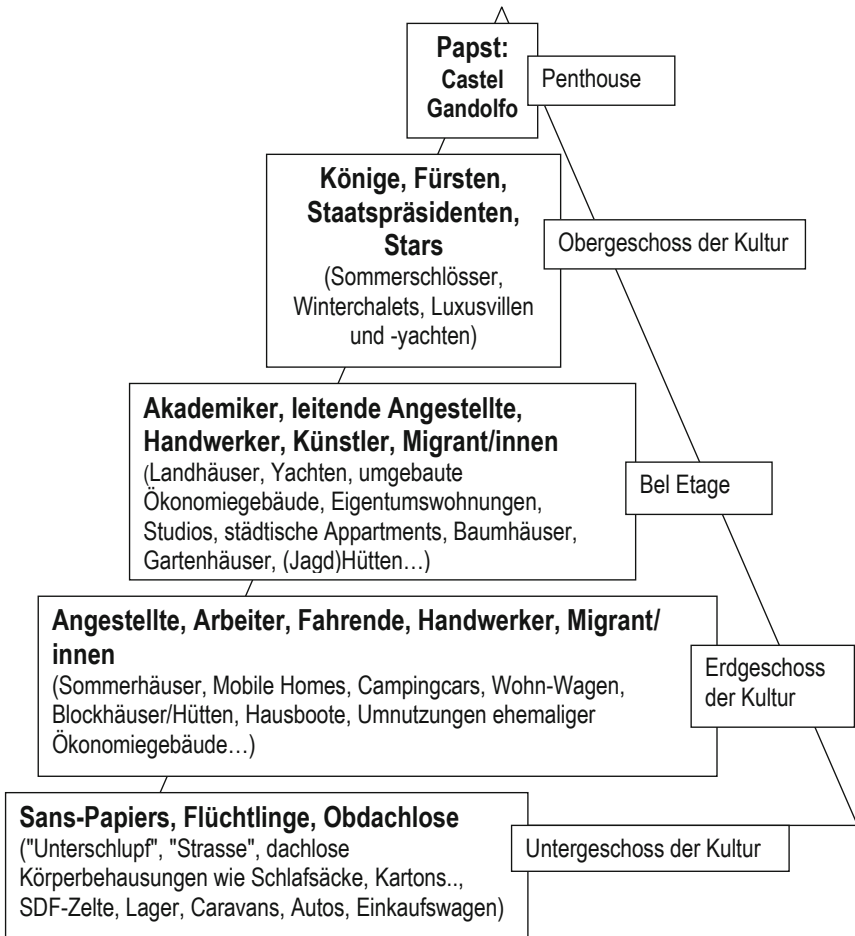 Papst:
Castel
Gandolfo
Penthouse
Könige, Fürsten,
Staatspräsidenten,
Stars
(Sommerschlösser,
Winterchalets, Luxusvillen
und -yachten)
Obergeschoss der Kultur
Akademiker, leitende Angestellte,
Handwerker, Künstler, Migrant/innen
(Landhäuser, Yachten, umgebaute
Ökonomiegebäude, Eigentumswohnungen,
Studios, städtische Appartments, Baumhäuser,
Gartenhäuser, (Jagd)Hütten…)
Bel Etage
Angestellte, Arbeiter, Fahrende, Handwerker, Migrant/
innen
(Sommerhäuser, Mobile Homes, Campingcars, Wohn-Wagen,
Blockhäuser/Hütten, Hausboote, Umnutzungen ehemaliger
Ökonomiegebäude…)
Erdgeschoss
der Kultur
Sans-Papiers, Flüchtlinge, Obdachlose
("Unterschlupf", "Strasse", dachlose
Körperbehausungen wie Schlafsäcke, Kartons..,
SDF-Zelte, Lager, Caravans, Autos, Einkaufswagen)
Untergeschoss der Kultur